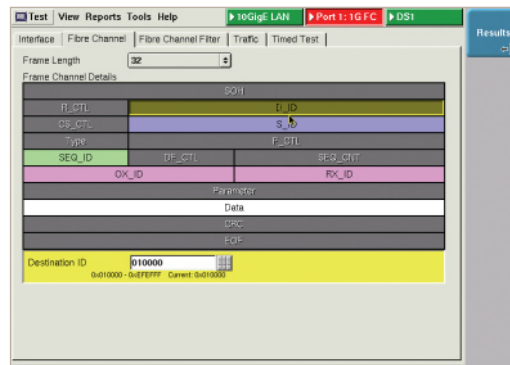 Test View Reports Tools Help 10GigE LAN Port 1: 1G FC DS1
Results
Interface Fibre Channel Fibre Channel Filter Traffic Timed Test
Frame Length 32
Frame Channel Details
SOH
R_CTL D_ID
CS_CTL S_ID
Type F_CTL
SEQ_ID DF_CTL SEQ_CNT
OX_ID RX_ID
Parameter
Data
CRC
EOF
Destination ID 010000
0x010000 - 0xEFEFFF Current: 0x010000